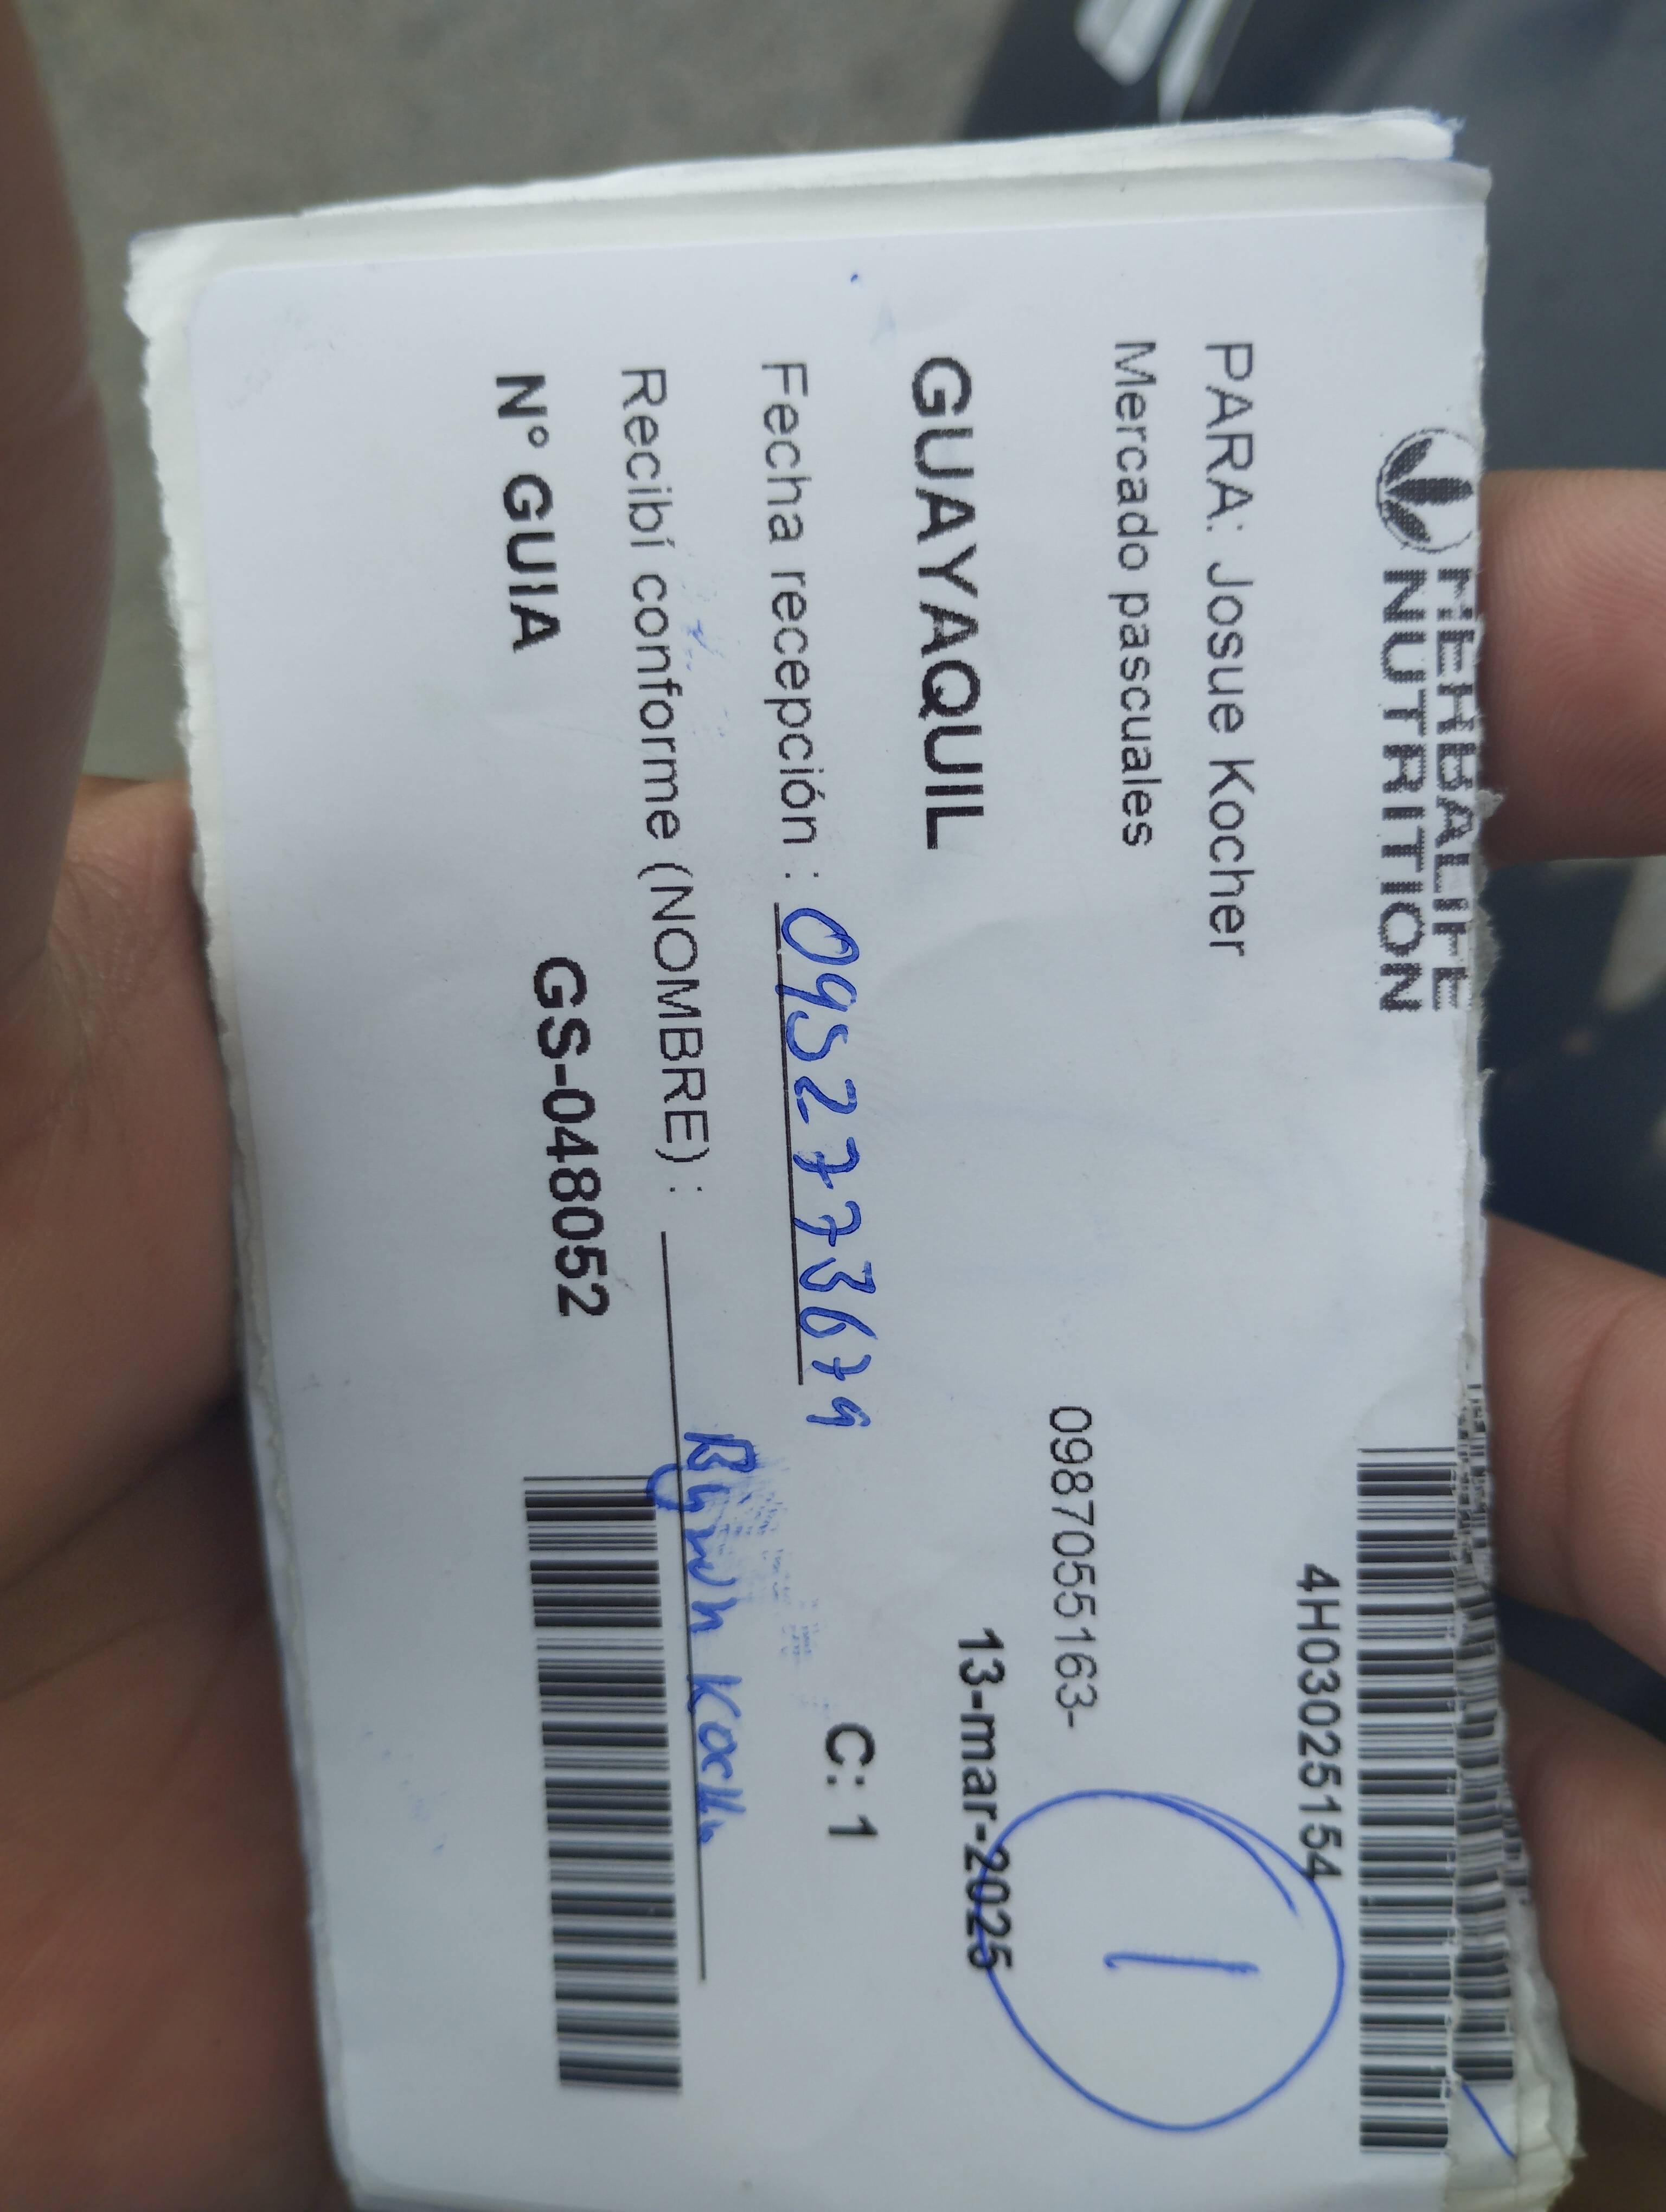 HERBALIFE
NUTRITION
4H03025154
PARA: Josue Kocher
Mercado pascuales
0987055163-
1
GUAYAQUIL
13-mar-2025
Fecha recepción : 0952773679
C: 1
Recibí conforme (NOMBRE) :
N° GUIA
GS-048052